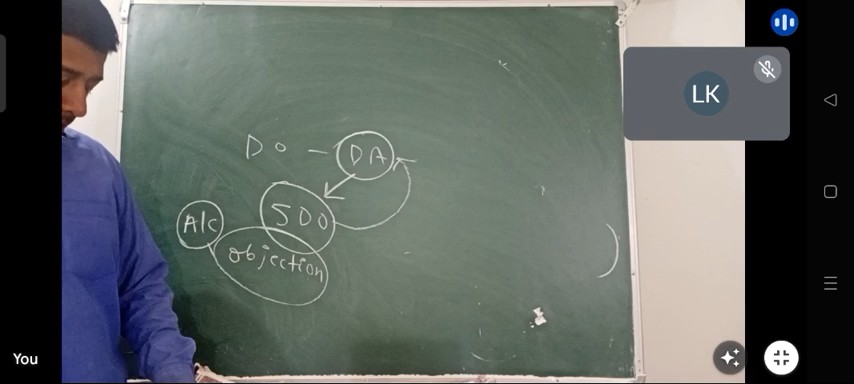 LK
Do - DA
SDO
A/c
objection
You